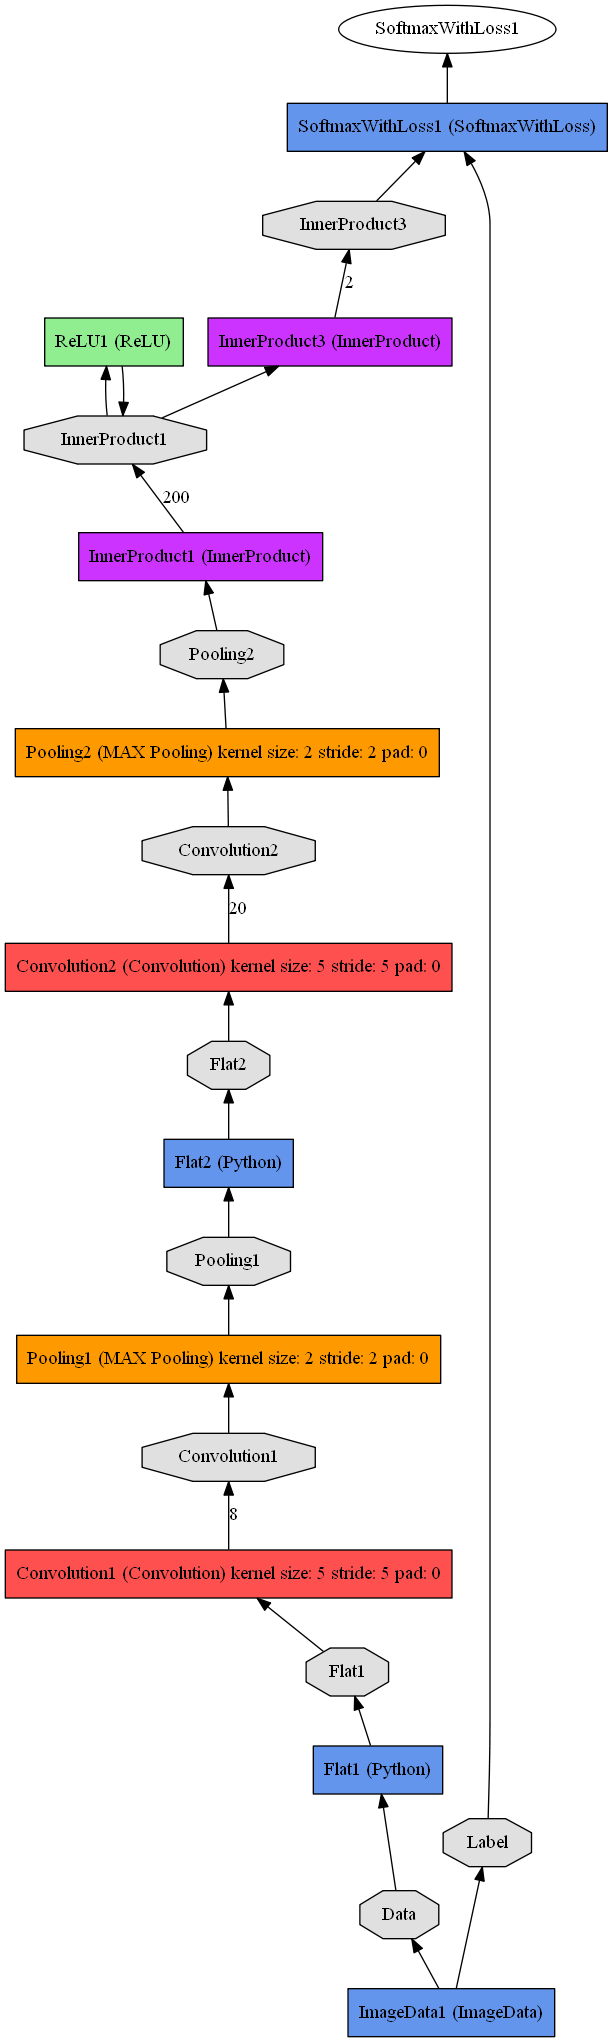 SoftmaxWithLoss1
SoftmaxWithLoss1 (SoftmaxWithLoss)
InnerProduct3
2
ReLU1 (ReLU)
InnerProduct3 (InnerProduct)
InnerProduct1
200
InnerProduct1 (InnerProduct)
Pooling2
Pooling2 (MAX Pooling) kernel size: 2 stride: 2 pad: 0
Convolution2
20
Convolution2 (Convolution) kernel size: 5 stride: 5 pad: 0
Flat2
Flat2 (Python)
Pooling1
Pooling1 (MAX Pooling) kernel size: 2 stride: 2 pad: 0
Convolution1
8
Convolution1 (Convolution) kernel size: 5 stride: 5 pad: 0
Flat1
Flat1 (Python)
Label
Data
ImageData1 (ImageData)